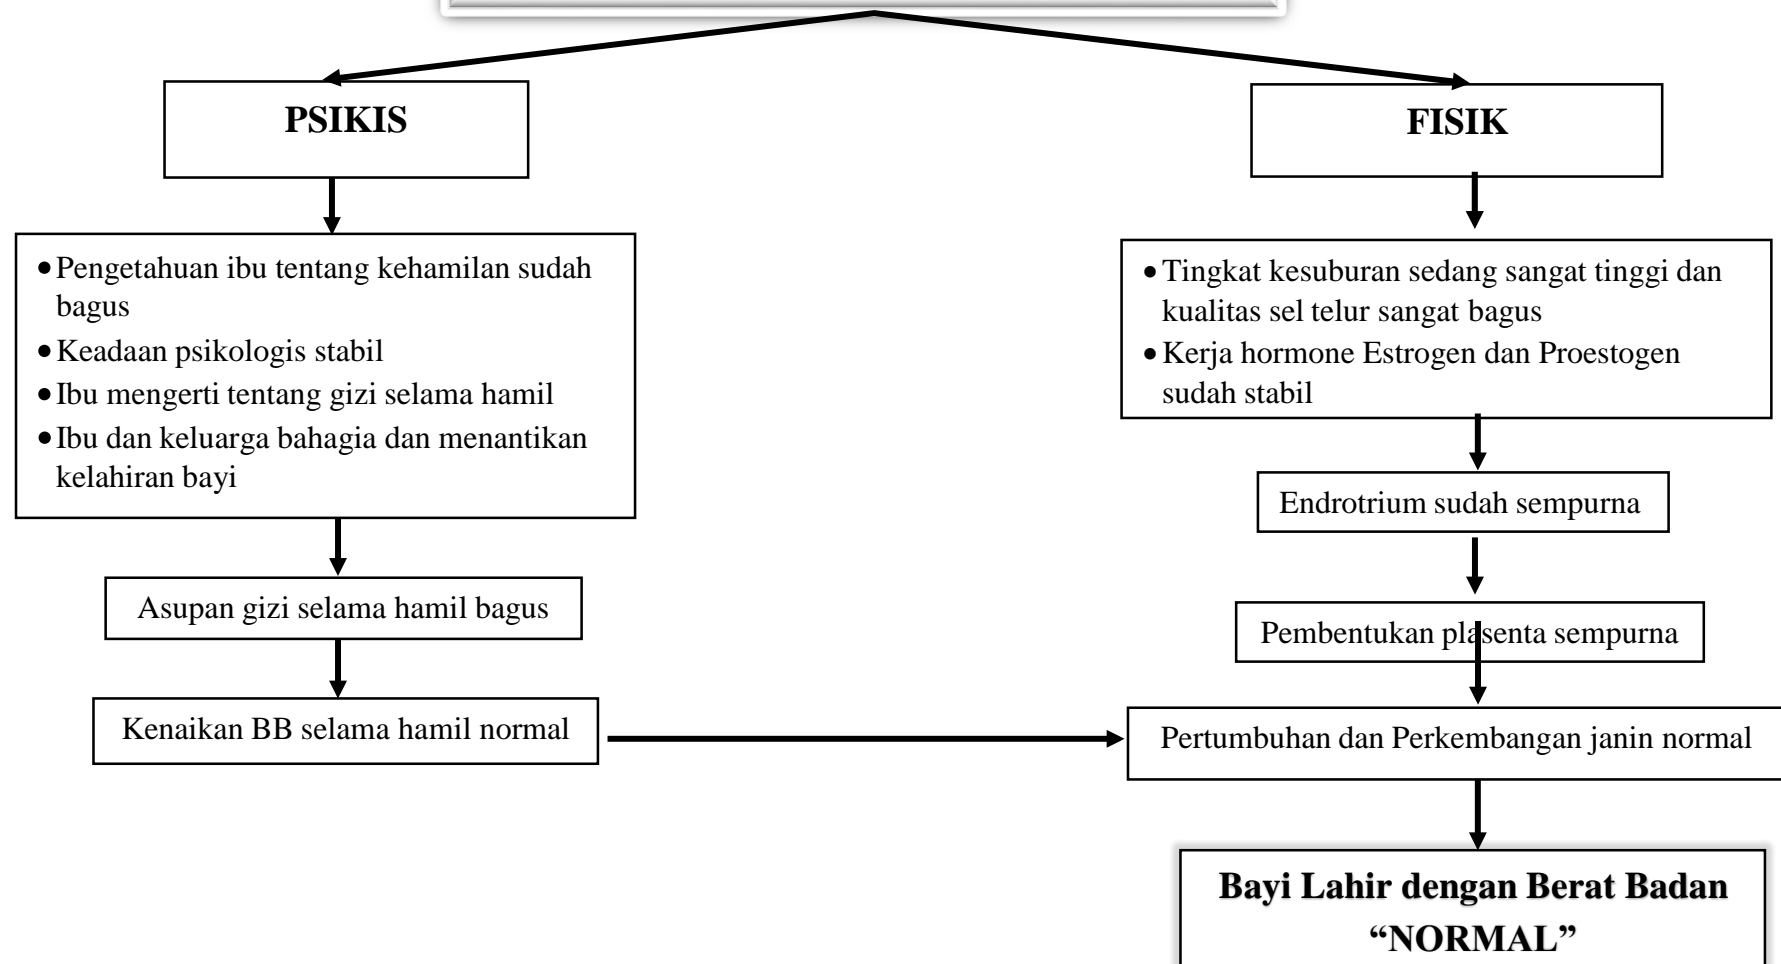 PSIKIS
FISIK
• Pengetahuan ibu tentang kehamilan sudah
bagus
• Keadaan psikologis stabil
• Ibu mengerti tentang gizi selama hamil
• Ibu dan keluarga bahagia dan menantikan
kelahiran bayi
• Tingkat kesuburan sedang sangat tinggi dan
kualitas sel telur sangat bagus
• Kerja hormone Estrogen dan Proestogen
sudah stabil
Endrotrium sudah sempurna
Asupan gizi selama hamil bagus
Pembentukan plasenta sempurna
Kenaikan BB selama hamil normal
Pertumbuhan dan Perkembangan janin normal
Bayi Lahir dengan Berat Badan
“NORMAL”